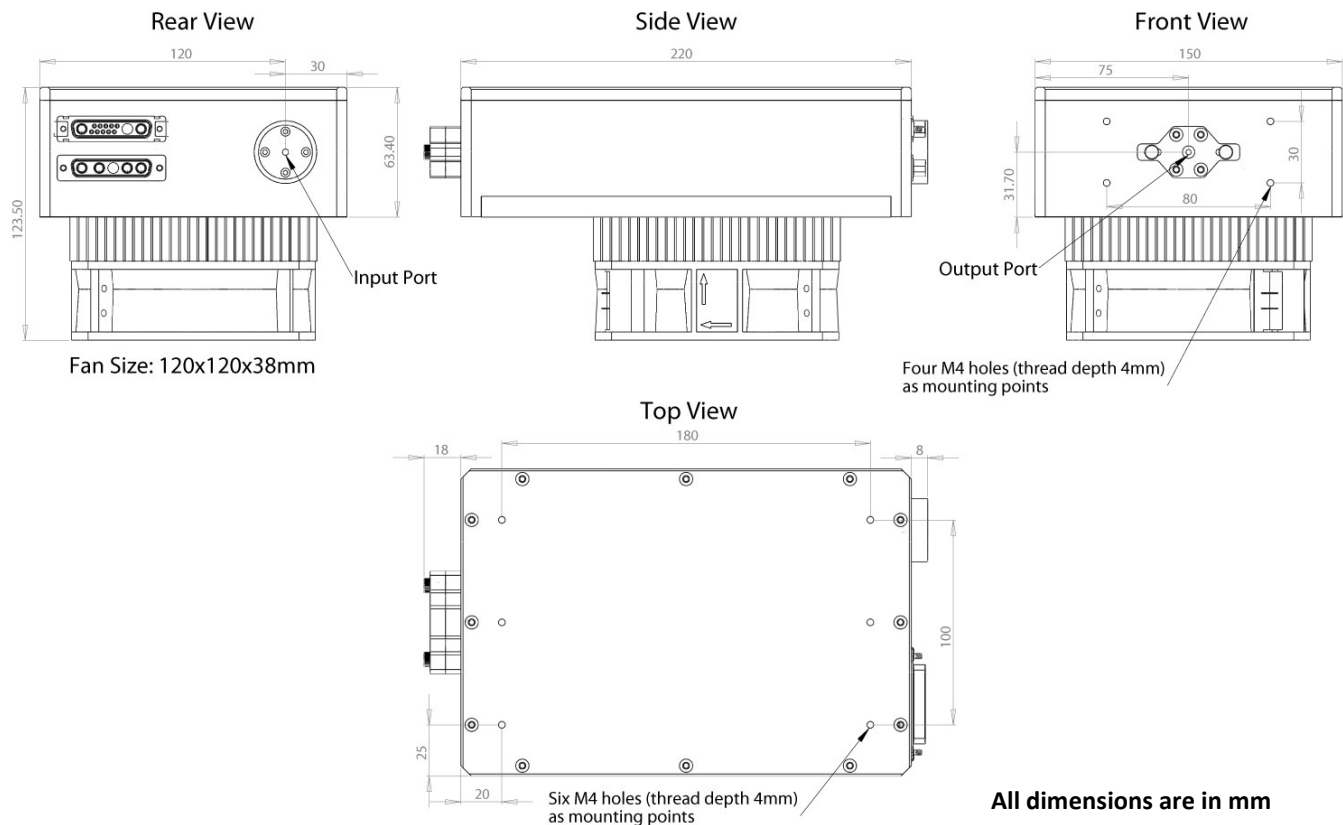 Rear View
120
30
123.50
63.40
Input Port
Fan Size: 120x120x38mm
Side View
220
Front View
150
75
31.70
30
80
Output Port
Four M4 holes (thread depth 4mm)
as mounting points
Top View
180
18
8
100
25
20
Six M4 holes (thread depth 4mm)
as mounting points
All dimensions are in mm